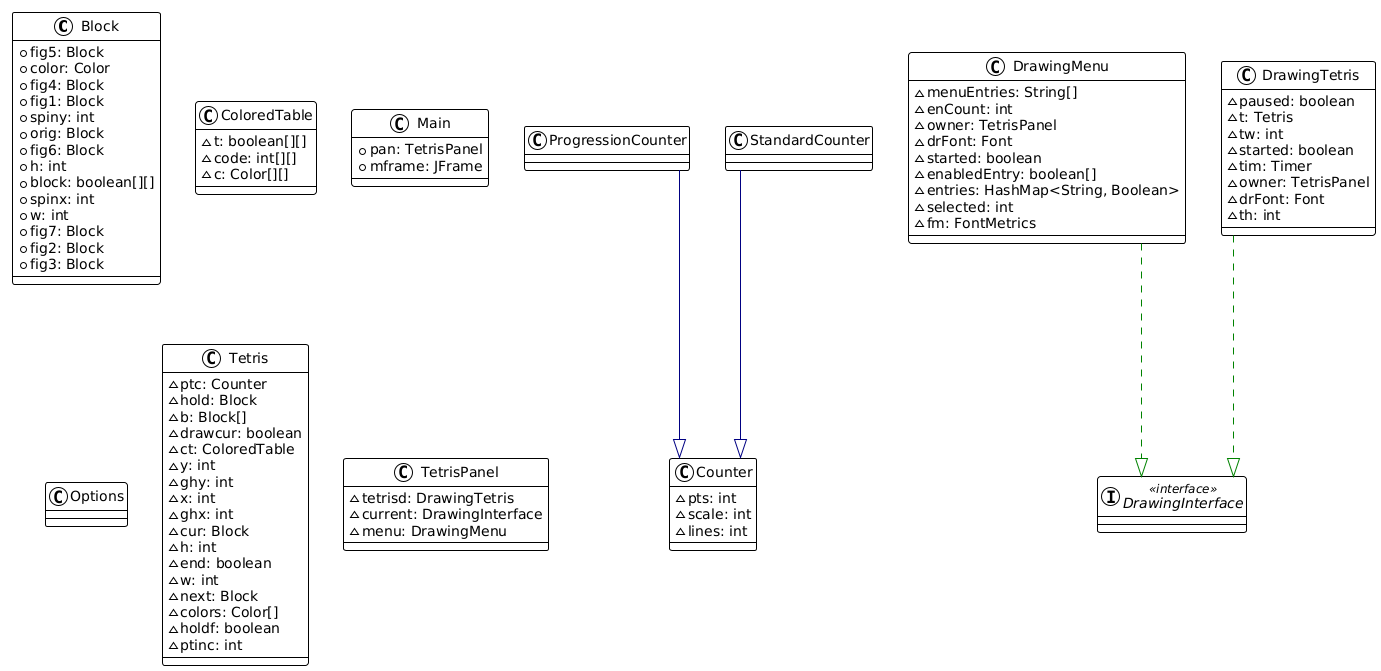 C Block
fig5: Block
color: Color
fig4: Block
fig1: Block
spiny: int
orig: Block
fig6: Block
h: int
block: boolean[][]
spinx: int
w: int
fig7: Block
fig2: Block
fig3: Block
C ColoredTable
t: boolean[][]
code: int[][]
c: Color[][]
C Main
pan: TetrisPanel
mframe: JFrame
C ProgressionCounter
C StandardCounter
C DrawingMenu
menuEntries: String[]
enCount: int
owner: TetrisPanel
drFont: Font
started: boolean
enabledEntry: boolean[]
entries: HashMap<String, Boolean>
selected: int
fm: FontMetrics
C DrawingTetris
paused: boolean
t: Tetris
tw: int
started: boolean
tim: Timer
owner: TetrisPanel
drFont: Font
th: int
C Options
C Tetris
ptc: Counter
hold: Block
b: Block[]
drawcur: boolean
ct: ColoredTable
y: int
ghy: int
x: int
ghx: int
cur: Block
h: int
end: boolean
w: int
next: Block
colors: Color[]
holdf: boolean
ptinc: int
C TetrisPanel
tetrisd: DrawingTetris
current: DrawingInterface
menu: DrawingMenu
C Counter
pts: int
scale: int
lines: int
I «interface»
DrawingInterface